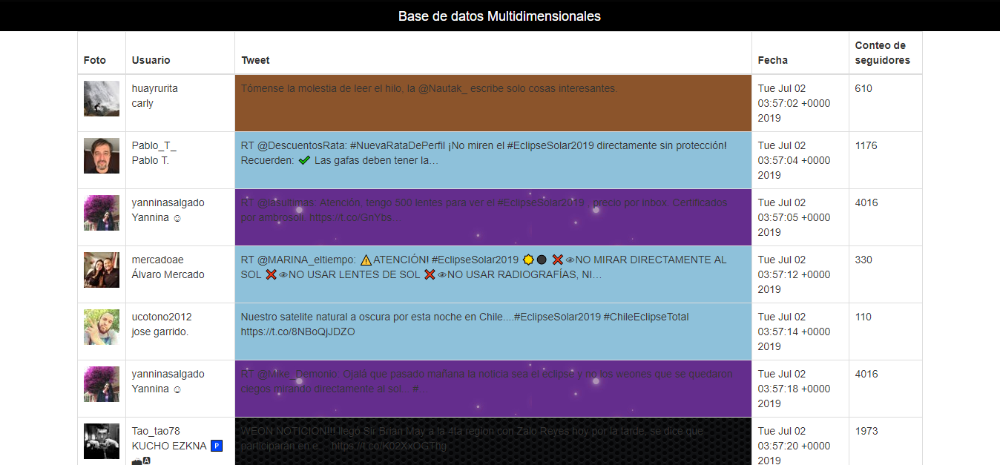 Base de datos Multidimensionales
Foto
Usuario
Tweet
Fecha
Conteo de
seguidores
huayrurita
carly
Tómense la molestia de leer el hilo, la @Nautak_ escribe solo cosas interesantes.
Tue Jul 02
03:57:02 +0000
2019
610
Pablo_T_
Pablo T.
RT @DescuentosRata: #NuevaRataDePerfil ¡No miren el #EclipseSolar2019 directamente sin protección!
Recuerden: ✔ Las gafas deben tener la…
Tue Jul 02
03:57:04 +0000
2019
1176
yanninasalgado
Yannina ☺
RT @lasultimas: Atención, tengo 500 lentes para ver el #EclipseSolar2019 , precio por inbox. Certificados
por ambrosoli. https://t.co/GnYbs…
Tue Jul 02
03:57:05 +0000
2019
4016
mercadoae
Álvaro Mercado
RT @MARINA_eltiempo: ⚠ATENCIÓN! #EclipseSolar2019 🌞🌑 ❌👁NO MIRAR DIRECTAMENTE AL
SOL ❌👁NO USAR LENTES DE SOL ❌👁NO USAR RADIOGRAFÍAS, NI…
Tue Jul 02
03:57:12 +0000
2019
330
ucotono2012
jose garrido.
Nuestro satelite natural a oscura por esta noche en Chile....#EclipseSolar2019 #ChileEclipseTotal
https://t.co/8NBoQjJDZO
Tue Jul 02
03:57:14 +0000
2019
110
yanninasalgado
Yannina ☺
RT @Mike_Demonio: Ojalá que pasado mañana la noticia sea el eclipse y no los weones que se quedaron
ciegos mirando directamente al sol... #…
Tue Jul 02
03:57:18 +0000
2019
4016
Tao_tao78
KUCHO EZKNA 🅿
🅰
WEON NOTICION!!! llegó Sir Brian May a la 4ta region con Zalo Reyes hoy por la tarde, se dice que
participarán en e… https://t.co/K02XxOGThg
Tue Jul 02
03:57:20 +0000
2019
1973